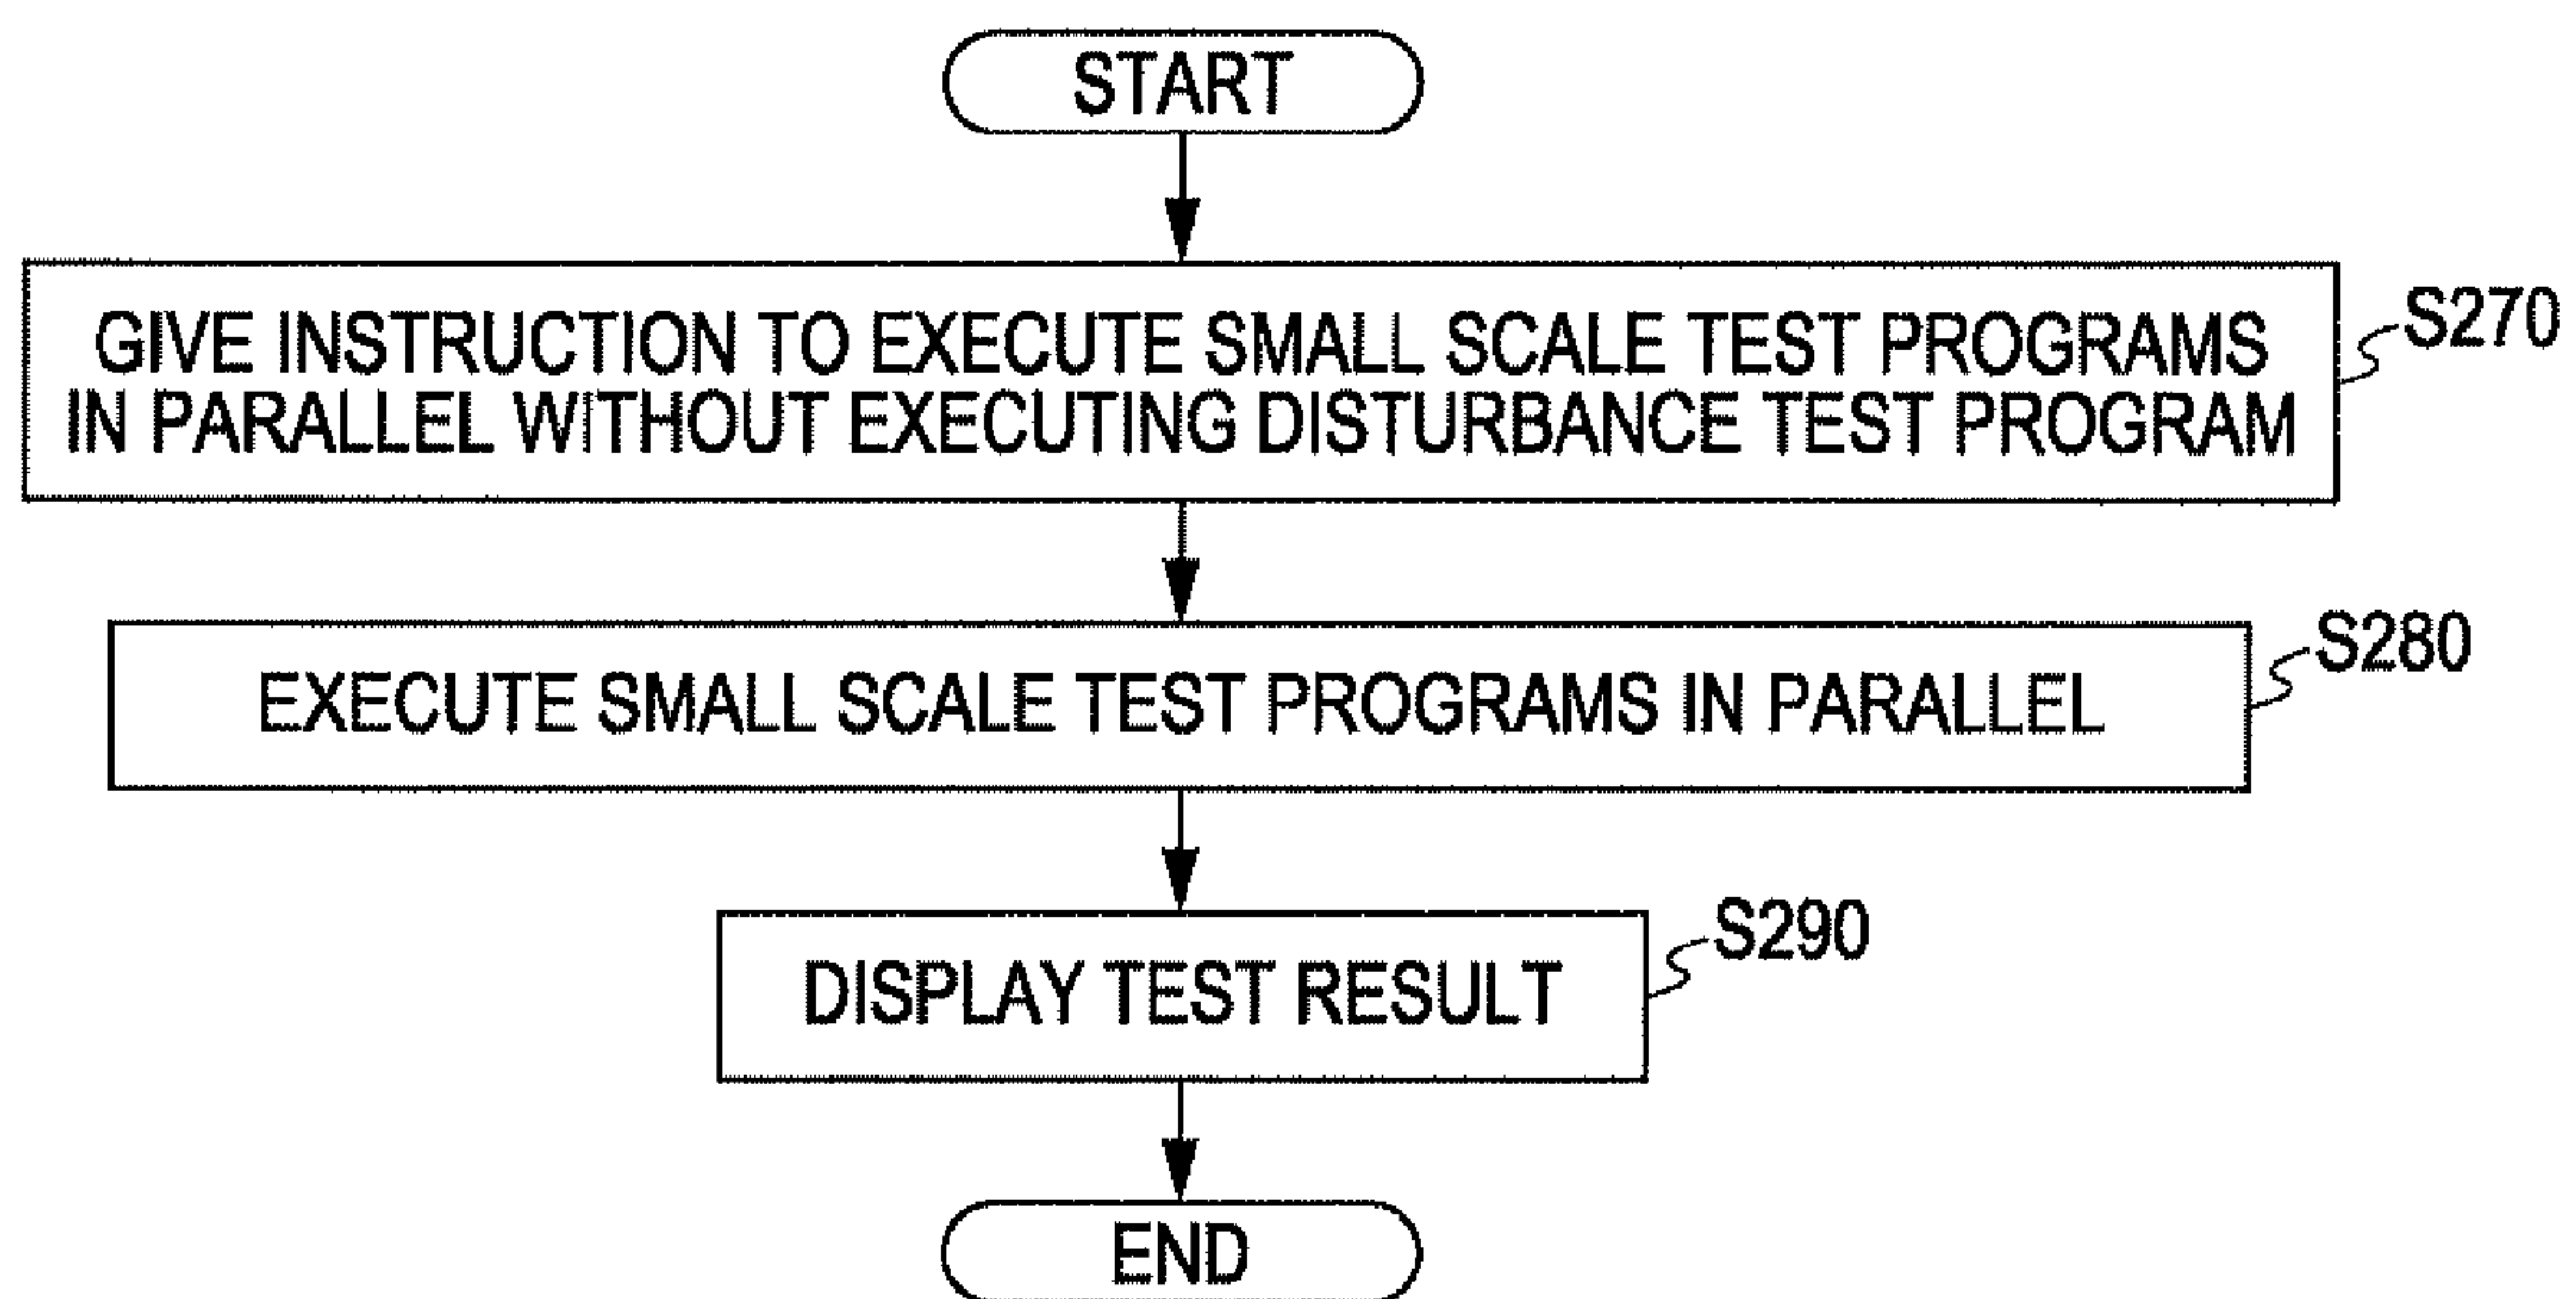 START
GIVE INSTRUCTION TO EXECUTE SMALL SCALE TEST PROGRAMS
IN PARALLEL WITHOUT EXECUTING DISTURBANCE TEST PROGRAM
S270
EXECUTE SMALL SCALE TEST PROGRAMS IN PARALLEL
S280
DISPLAY TEST RESULT
S290
END